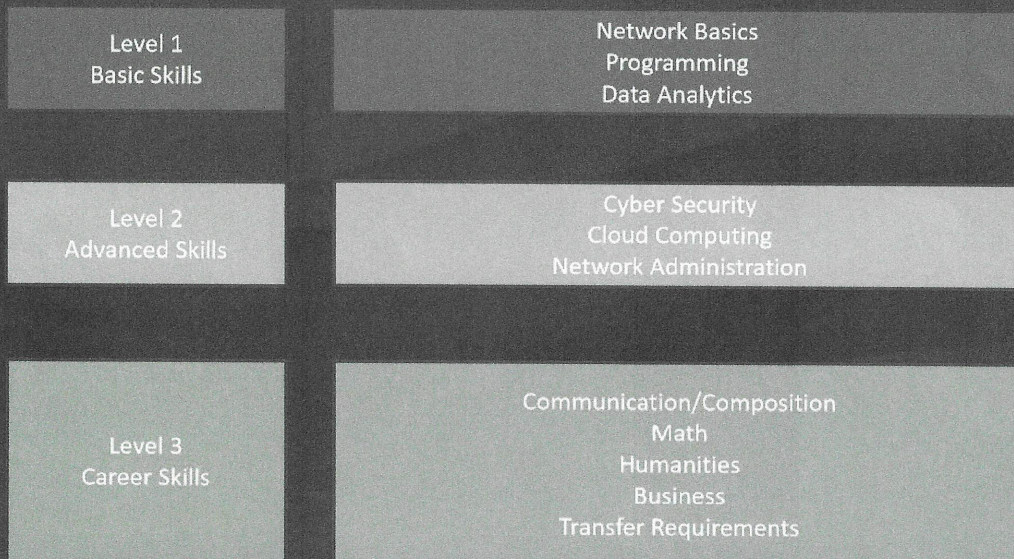 Level 1
Basic Skills
Network Basics
Programming
Data Analytics
Level 2
Advanced Skills
Cyber Security
Cloud Computing
Network Administration
Level 3
Career Skills
Communication/Composition
Math
Humanities
Business
Transfer Requirements